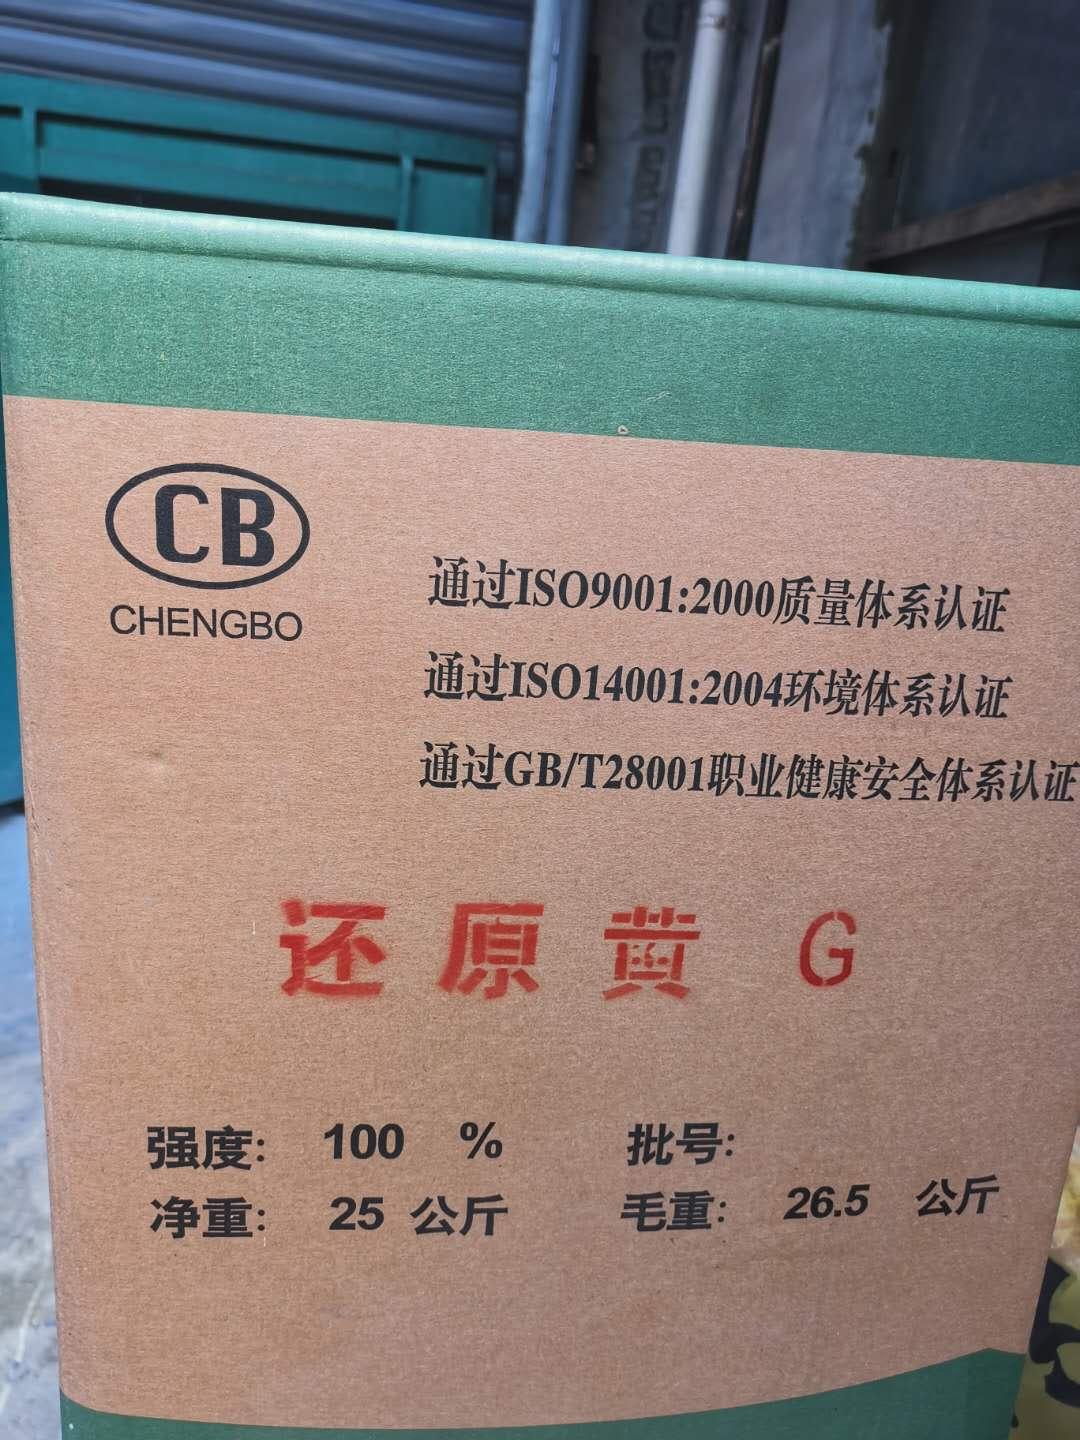 CB
CHENGBO
通过ISO9001:2000质量体系认证
通过ISO14001:2004环境体系认证
通过GB/T28001职业健康安全体系认证
还原黄 G
强度: 100 % 批号:
净重: 25 公斤 毛重: 26.5 公斤